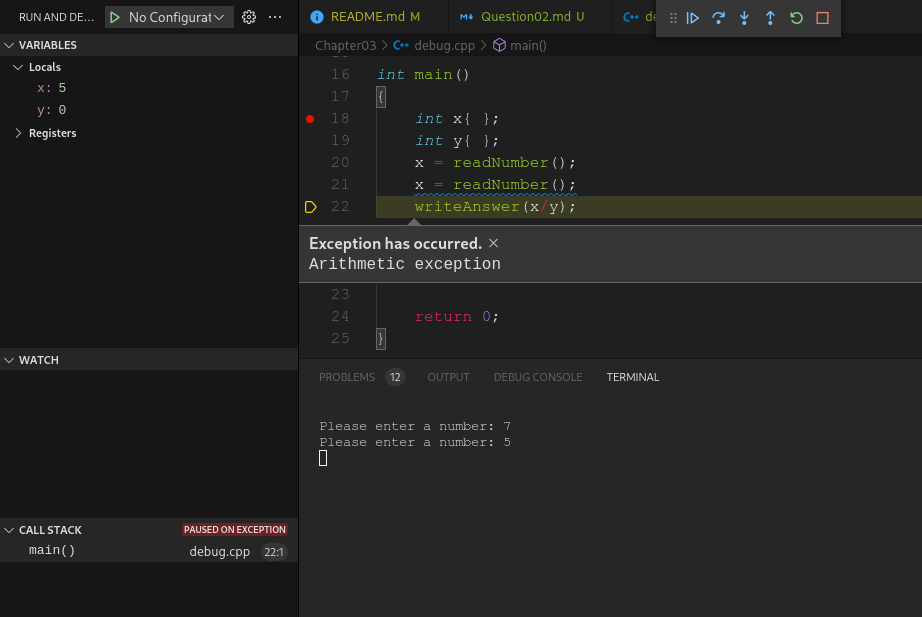 RUN AND DE... No Configurat
VARIABLES
Locals
x: 5
y: 0
Registers
WATCH
CALL STACK PAUSED ON EXCEPTION
main() debug.cpp 22:1
README.md M Question02.md U C++ de
Chapter03 > C++ debug.cpp > main()
16 int main()
17 {
18 int x{ };
19 int y{ };
20 x = readNumber();
21 x = readNumber();
22 writeAnswer(x/y);
Exception has occurred. ×
Arithmetic exception
23
24 return 0;
25 }
PROBLEMS 12 OUTPUT DEBUG CONSOLE TERMINAL
Please enter a number: 7
Please enter a number: 5